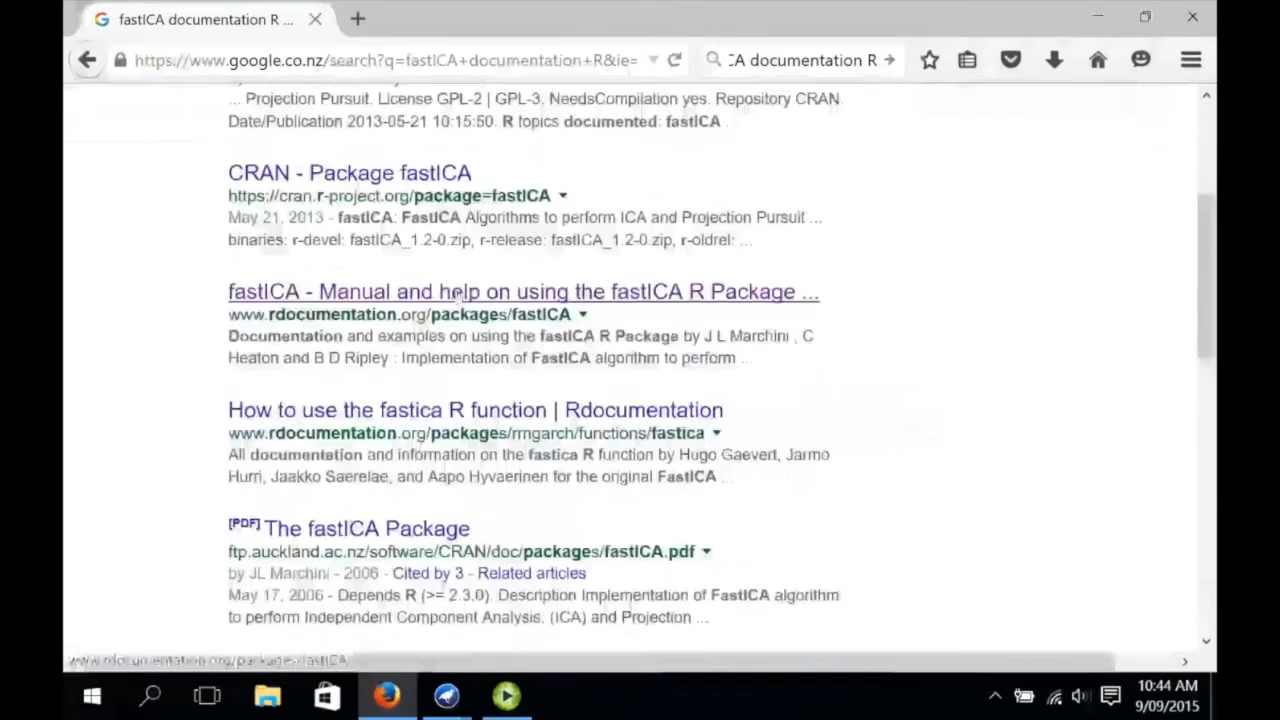 fastICA documentation R ...
https://www.google.co.nz/search?q=fastICA+documentation+R&ie=
CA documentation R
... Projection Pursuit. License GPL-2 | GPL-3. NeedsCompilation yes. Repository CRAN.
Date/Publication 2013-05-21 10:15:50. R topics documented: fastICA
CRAN - Package fastICA
https://cran.r-project.org/package=fastICA
May 21, 2013 - fastICA: FastICA Algorithms to perform ICA and Projection Pursuit ...
binaries: r-devel: fastICA_1.2-0.zip, r-release: fastICA_1.2-0.zip, r-oldrel: ...
fastICA - Manual and help on using the fastICA R Package ...
www.rdocumentation.org/packages/fastICA
Documentation and examples on using the fastICA R Package by J L Marchini , C
Heaton and B D Ripley : Implementation of FastICA algorithm to perform ...
How to use the fastica R function | Rdocumentation
www.rdocumentation.org/packages/rmgarch/functions/fastica
All documentation and information on the fastica R function by Hugo Gaevert, Jarmo
Hurri, Jaakko Saerelae, and Aapo Hyvaerinen for the original FastICA ...
[PDF] The fastICA Package
ftp.auckland.ac.nz/software/CRAN/doc/packages/fastICA.pdf
by JL Marchini - 2006 - Cited by 3 - Related articles
May 17, 2006 - Depends R (>= 2.3.0). Description Implementation of FastICA algorithm
to perform Independent Component Analysis. (ICA) and Projection ...
www.rdocumentation.org/packages/fastICA
10:44 AM
9/09/2015